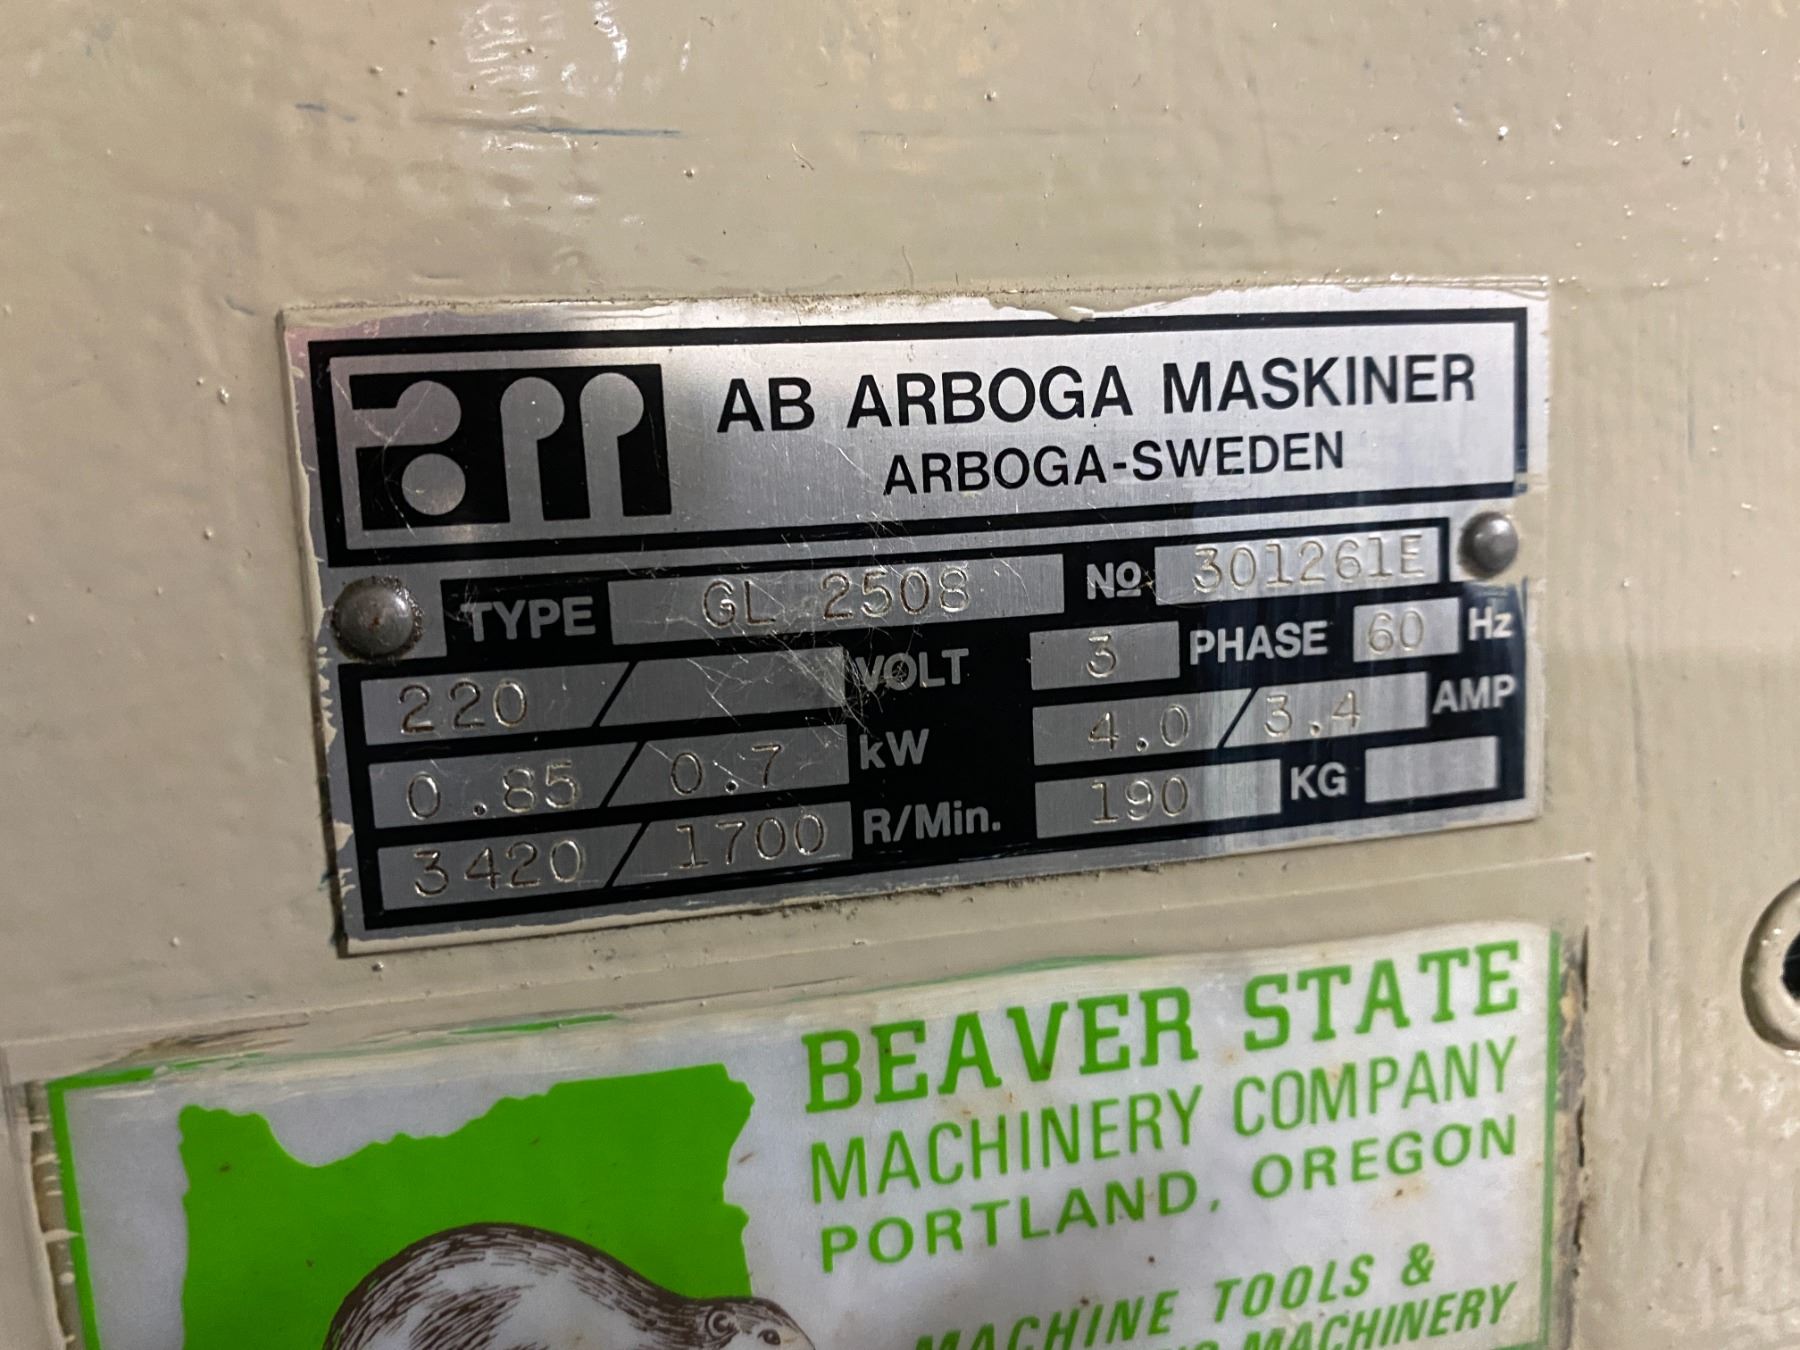 am AB ARBOGA MASKINER
ARBOGA-SWEDEN
TYPE GL 2508 No 301261E
220 / VOLT 3 PHASE 60 Hz
0.85 / 0.7 kW 4.0 / 3.4 AMP
3420 / 1700 R/Min. 190 KG
BEAVER STATE
MACHINERY COMPANY
PORTLAND, OREGON
MACHINE TOOLS &
MACHINERY